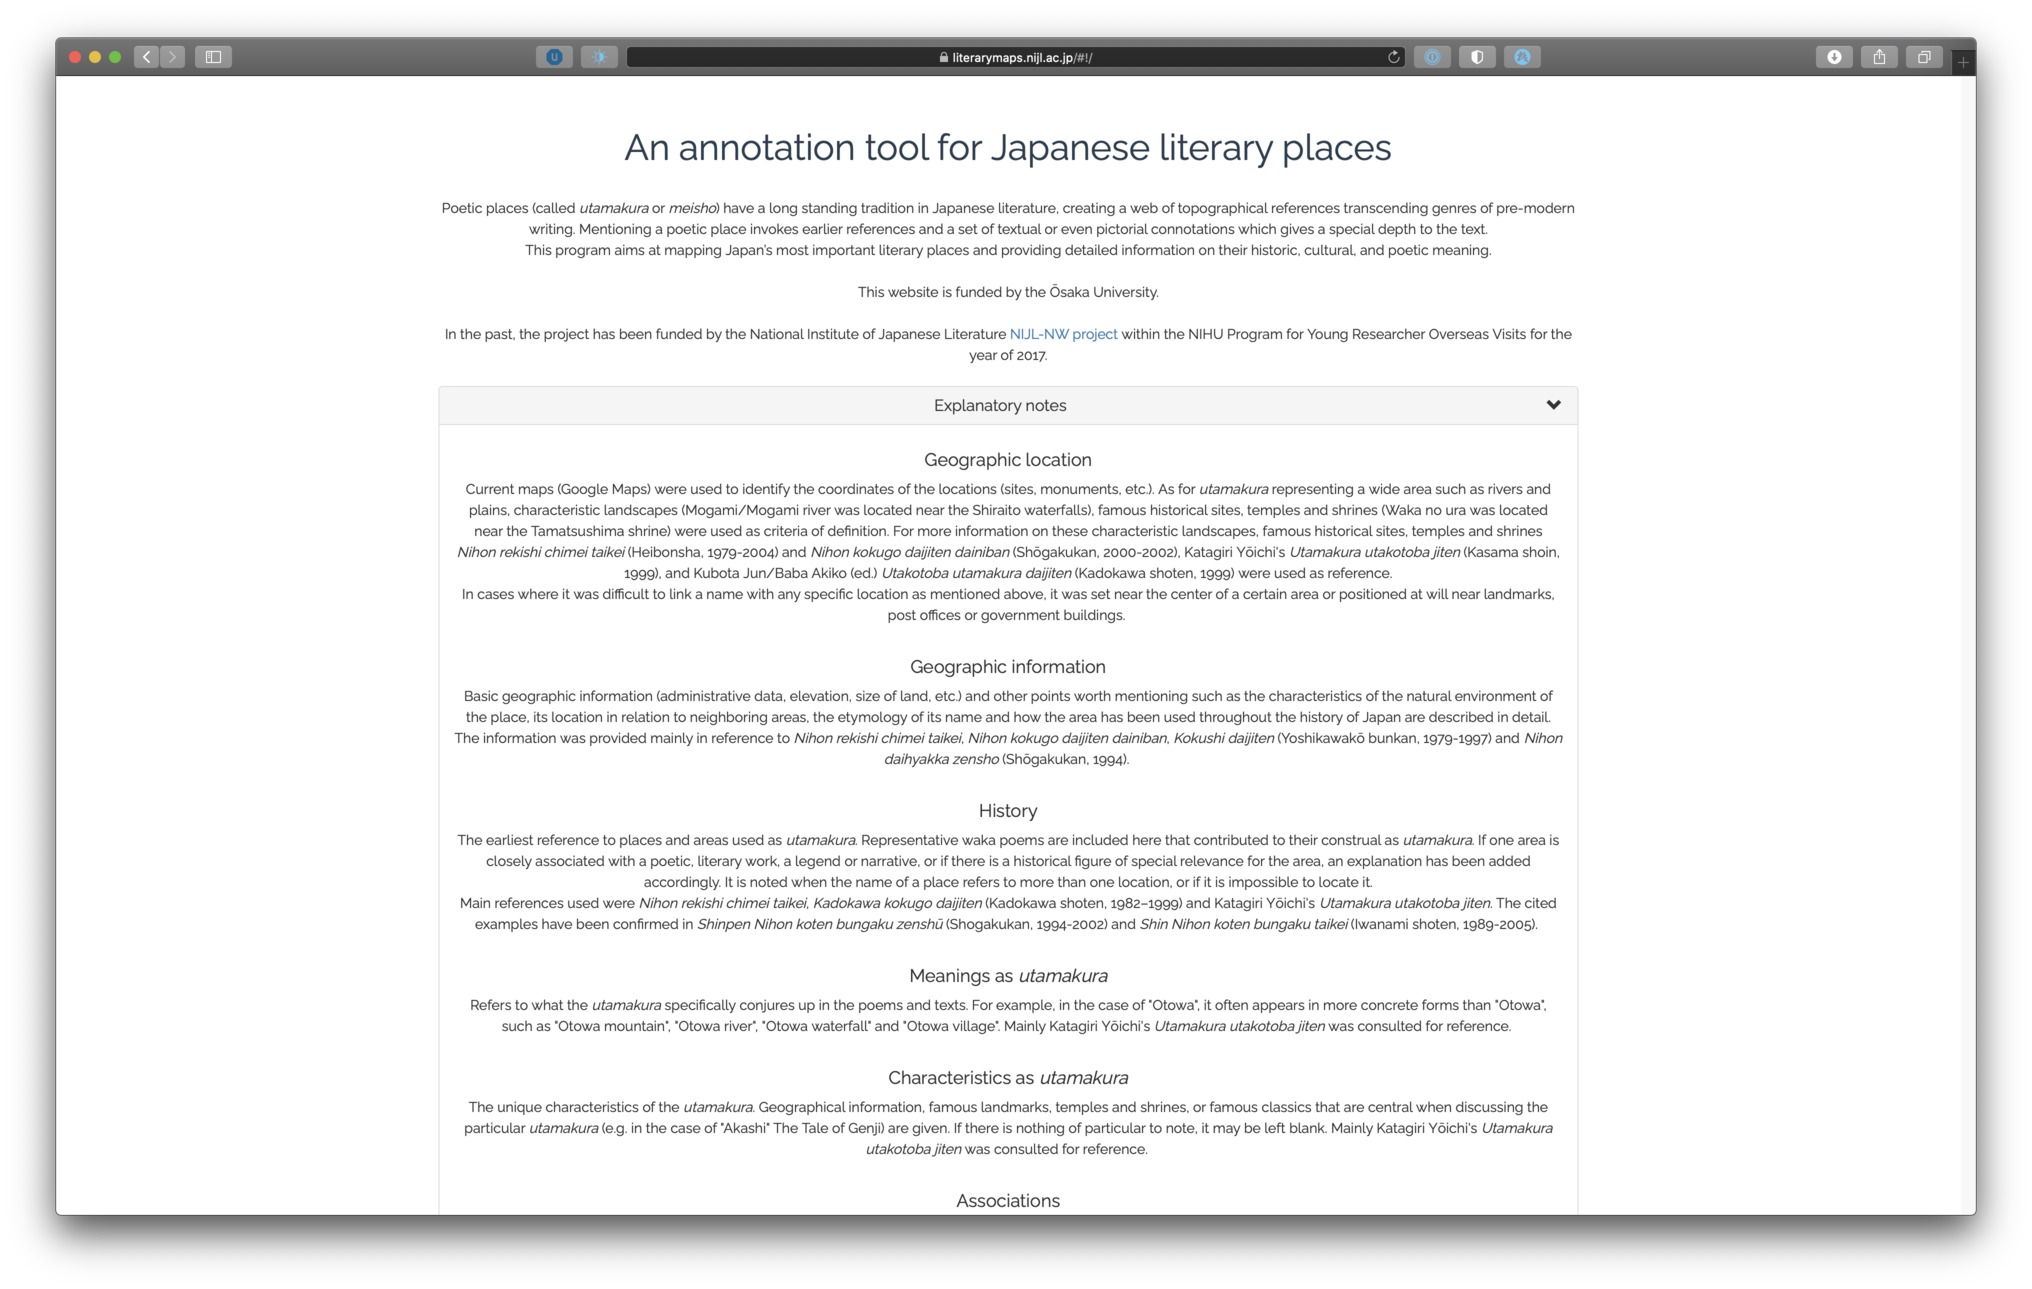 literarymaps.nijl.ac.jp/#!/
An annotation tool for Japanese literary places
Poetic places (called utamakura or meisho) have a long standing tradition in Japanese literature, creating a web of topographical references transcending genres of pre-modern
writing. Mentioning a poetic place invokes earlier references and a set of textual or even pictorial connotations which gives a special depth to the text.
This program aims at mapping Japan's most important literary places and providing detailed information on their historic, cultural, and poetic meaning.
This website is funded by the Ōsaka University.
In the past, the project has been funded by the National Institute of Japanese Literature NIJL-NW project within the NIHU Program for Young Researcher Overseas Visits for the
year of 2017.
Explanatory notes
Geographic location
Current maps (Google Maps) were used to identify the coordinates of the locations (sites, monuments, etc.). As for utamakura representing a wide area such as rivers and
plains, characteristic landscapes (Mogami/Mogami river was located near the Shiraito waterfalls), famous historical sites, temples and shrines (Waka no ura was located
near the Tamatsushima shrine) were used as criteria of definition. For more information on these characteristic landscapes, famous historical sites, temples and shrines
Nihon rekishi chimei taikei (Heibonsha, 1979-2004) and Nihon kokugo daijiten dainiban (Shōgakukan, 2000-2002), Katagiri Yōichi's Utamakura utakotoba jiten (Kasama shoin,
1999), and Kubota Jun/Baba Akiko (ed.) Utakotoba utamakura daijiten (Kadokawa shoten, 1999) were used as reference.
In cases where it was difficult to link a name with any specific location as mentioned above, it was set near the center of a certain area or positioned at will near landmarks,
post offices or government buildings.
Geographic information
Basic geographic information (administrative data, elevation, size of land, etc.) and other points worth mentioning such as the characteristics of the natural environment of
the place, its location in relation to neighboring areas, the etymology of its name and how the area has been used throughout the history of Japan are described in detail.
The information was provided mainly in reference to Nihon rekishi chimei taikei, Nihon kokugo daijiten dainiban, Kokushi daijiten (Yoshikawakō bunkan, 1979-1997) and Nihon
daihyakka zensho (Shōgakukan, 1994).
History
The earliest reference to places and areas used as utamakura. Representative waka poems are included here that contributed to their construal as utamakura. If one area is
closely associated with a poetic, literary work, a legend or narrative, or if there is a historical figure of special relevance for the area, an explanation has been added
accordingly. It is noted when the name of a place refers to more than one location, or if it is impossible to locate it.
Main references used were Nihon rekishi chimei taikei, Kadokawa kokugo daijiten (Kadokawa shoten, 1982–1999) and Katagiri Yōichi's Utamakura utakotoba jiten. The cited
examples have been confirmed in Shinpen Nihon koten bungaku zenshū (Shogakukan, 1994-2002) and Shin Nihon koten bungaku taikei (Iwanami shoten, 1989-2005).
Meanings as utamakura
Refers to what the utamakura specifically conjures up in the poems and texts. For example, in the case of "Otowa", it often appears in more concrete forms than "Otowa",
such as "Otowa mountain", "Otowa river", "Otowa waterfall" and "Otowa village". Mainly Katagiri Yōichi's Utamakura utakotoba jiten was consulted for reference.
Characteristics as utamakura
The unique characteristics of the utamakura. Geographical information, famous landmarks, temples and shrines, or famous classics that are central when discussing the
particular utamakura (e.g. in the case of "Akashi" The Tale of Genji) are given. If there is nothing of particular to note, it may be left blank. Mainly Katagiri Yōichi's Utamakura
utakotoba jiten was consulted for reference.
Associations